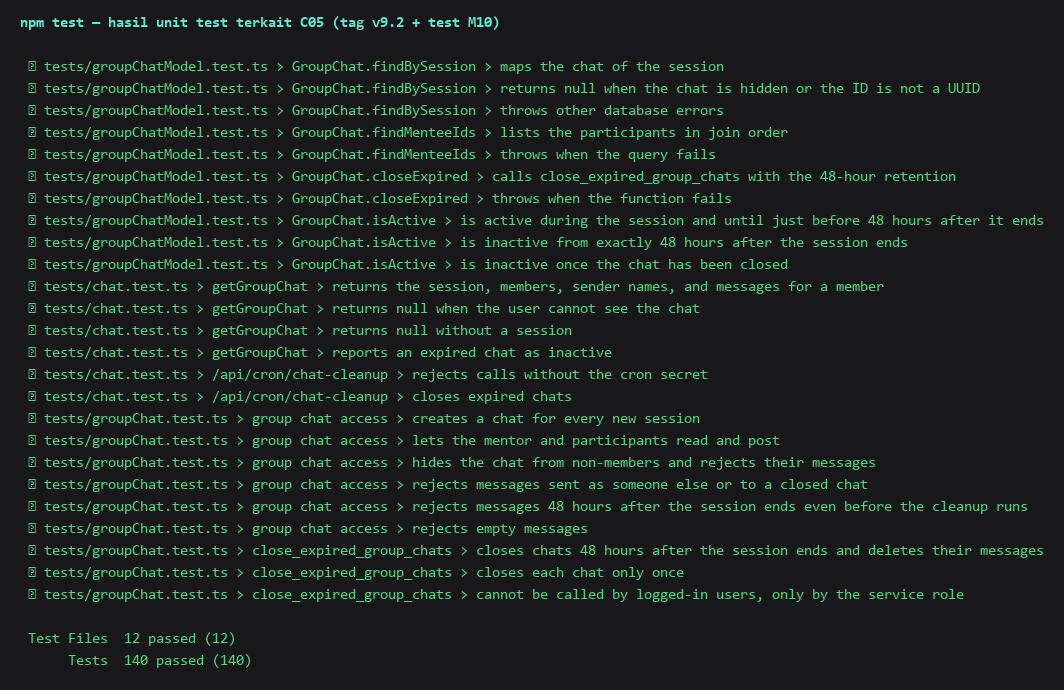 npm test — hasil unit test terkait C05 (tag v9.2 + test M10)
tests/groupChatModel.test.ts > GroupChat.findBySession > maps the chat of the session
tests/groupChatModel.test.ts > GroupChat.findBySession > returns null when the chat is hidden or the ID is not a UUID
tests/groupChatModel.test.ts > GroupChat.findBySession > throws other database errors
tests/groupChatModel.test.ts > GroupChat.findMenteeIds > lists the participants in join order
tests/groupChatModel.test.ts > GroupChat.findMenteeIds > throws when the query fails
tests/groupChatModel.test.ts > GroupChat.closeExpired > calls close_expired_group_chats with the 48-hour retention
tests/groupChatModel.test.ts > GroupChat.closeExpired > throws when the function fails
tests/groupChatModel.test.ts > GroupChat.isActive > is active during the session and until just before 48 hours after it ends
tests/groupChatModel.test.ts > GroupChat.isActive > is inactive from exactly 48 hours after the session ends
tests/groupChatModel.test.ts > GroupChat.isActive > is inactive once the chat has been closed
tests/chat.test.ts > getGroupChat > returns the session, members, sender names, and messages for a member
tests/chat.test.ts > getGroupChat > returns null when the user cannot see the chat
tests/chat.test.ts > getGroupChat > returns null without a session
tests/chat.test.ts > getGroupChat > reports an expired chat as inactive
tests/chat.test.ts > /api/cron/chat-cleanup > rejects calls without the cron secret
tests/chat.test.ts > /api/cron/chat-cleanup > closes expired chats
tests/groupChat.test.ts > group chat access > creates a chat for every new session
tests/groupChat.test.ts > group chat access > lets the mentor and participants read and post
tests/groupChat.test.ts > group chat access > hides the chat from non-members and rejects their messages
tests/groupChat.test.ts > group chat access > rejects messages sent as someone else or to a closed chat
tests/groupChat.test.ts > group chat access > rejects messages 48 hours after the session ends even before the cleanup runs
tests/groupChat.test.ts > group chat access > rejects empty messages
tests/groupChat.test.ts > close_expired_group_chats > closes chats 48 hours after the session ends and deletes their messages
tests/groupChat.test.ts > close_expired_group_chats > closes each chat only once
tests/groupChat.test.ts > close_expired_group_chats > cannot be called by logged-in users, only by the service role
Test Files 12 passed (12)
Tests 140 passed (140)